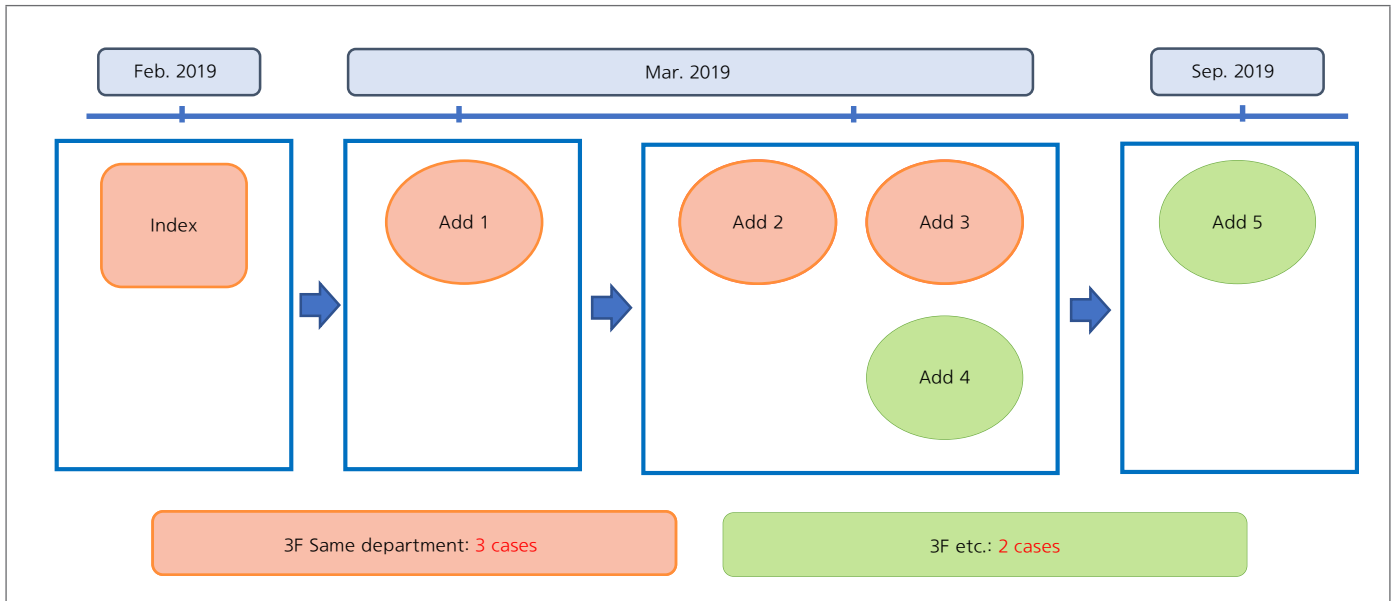 Feb. 2019
Mar. 2019
Sep. 2019
Index
Add 1
Add 2
Add 3
Add 5
Add 4
3F Same department: 3 cases
3F etc.: 2 cases